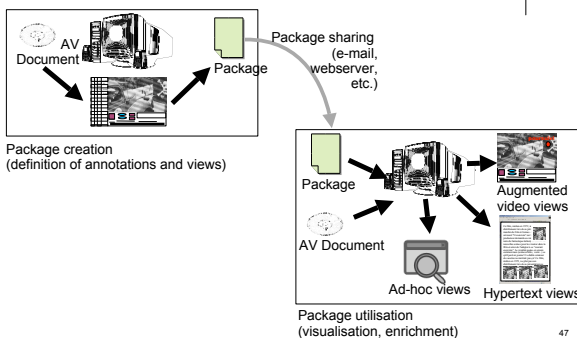 AV
Document
Package
Package sharing
(e-mail,
webserver,
etc.)
Package creation
(definition of annotations and views)
Package
AV Document
Augmented
video views
Ad-hoc views
Hypertext views
Package utilisation
(visualisation, enrichment)
47